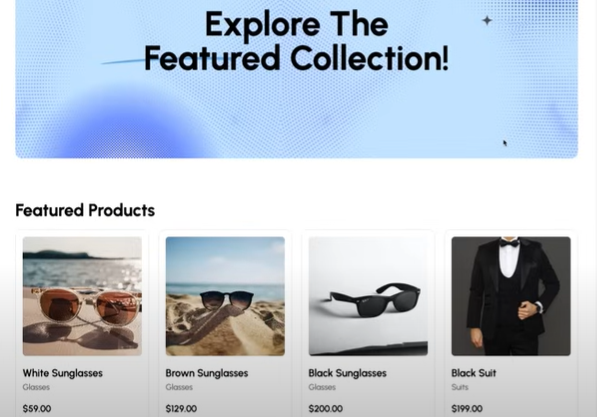 Explore The
Featured Collection!
Featured Products
White Sunglasses
Glasses
$59.00
Brown Sunglasses
Glasses
$129.00
Black Sunglasses
Glasses
$200.00
Black Suit
Suits
$199.00